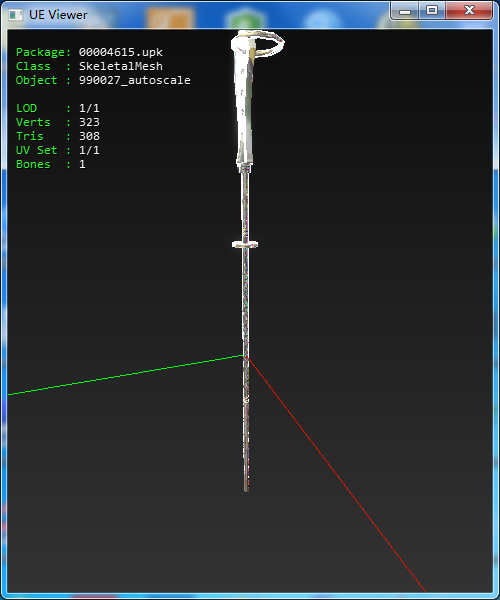 UE Viewer
Package: 00004615.upk
Class  : SkeletalMesh
Object : 990027_autoscale
LOD    : 1/1
Verts  : 323
Tris   : 308
UV Set : 1/1
Bones  : 1